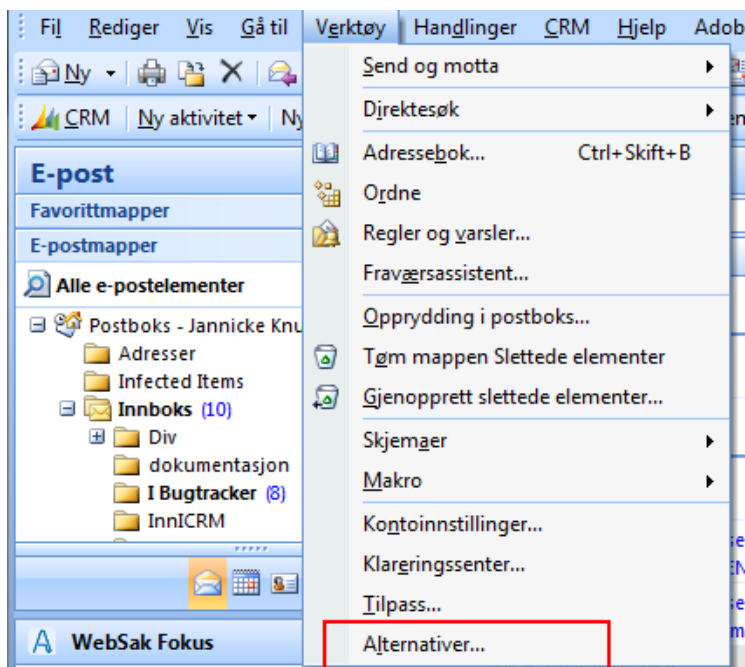 Fil Rediger Vis Gå til Verktøy Handlinger CRM Hjelp Adob
Ny
CRM Ny aktivitet Ny
E-post
Favorittmapper
E-postmapper
Alle e-postelementer
Postboks - Jannicke Knu
Adresser
Infected Items
Innboks (10)
Div
dokumentasjon
I Bugtracker (8)
InnICRM
WebSak Fokus
Send og motta
Direktesøk
Adressebok... Ctrl+Skift+B
Ordne
Regler og varsler...
Fraværsassistent...
Opprydding i postboks...
Tøm mappen Slettede elementer
Gjenopprett slettede elementer...
Skjemaer
Makro
Kontoinnstillinger...
Klareringssenter...
Tilpass...
Alternativer...